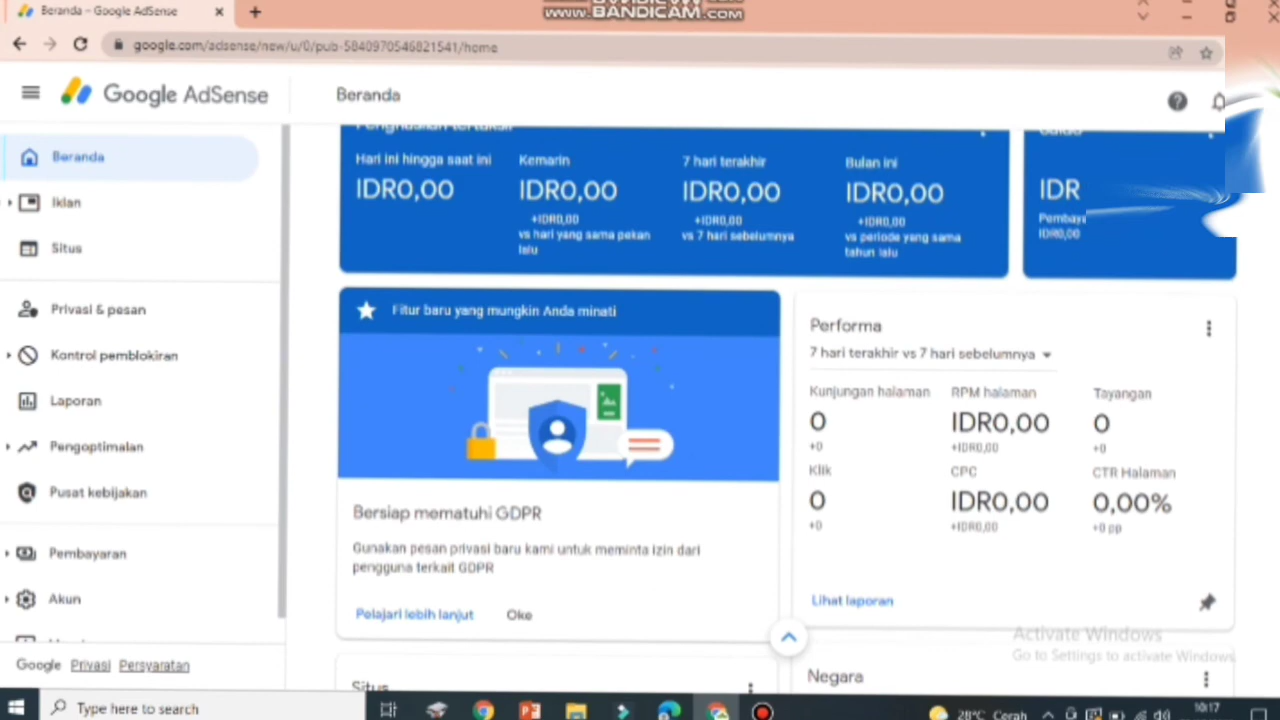 Beranda - Google AdSense
www.BANDICAM.com
google.com/adsense/new/u/0/pub-5840970546821541/home
Google AdSense
Beranda
Beranda
Iklan
Situs
Privasi & pesan
Kontrol pemblokiran
Laporan
Pengoptimalan
Pusat kebijakan
Pembayaran
Akun
Google Privasi Persyaratan
Hari ini hingga saat ini
IDR0,00
Kemarin
IDR0,00
+IDR0,00
vs hari yang sama pekan
lalu
7 hari terakhir
IDR0,00
+IDR0,00
vs 7 hari sebelumnya
Bulan ini
IDR0,00
+IDR0,00
vs periode yang sama
tahun lalu
IDR
IDR0,00
Fitur baru yang mungkin Anda minati
Bersiap mematuhi GDPR
Gunakan pesan privasi baru kami untuk meminta izin dari
pengguna terkait GDPR
Pelajari lebih lanjut Oke
Performa
7 hari terakhir vs 7 hari sebelumnya
Kunjungan halaman RPM halaman Tayangan
0 IDR0,00 0
+0 +IDR0,00 +0
Klik CPC CTR Halaman
0 IDR0,00 0,00%
+0 +IDR0,00 +0 pp
Lihat laporan
Situs
Negara
Activate Windows
Go to Settings to activate Windows.
Type here to search
28°C Cerah
10:17